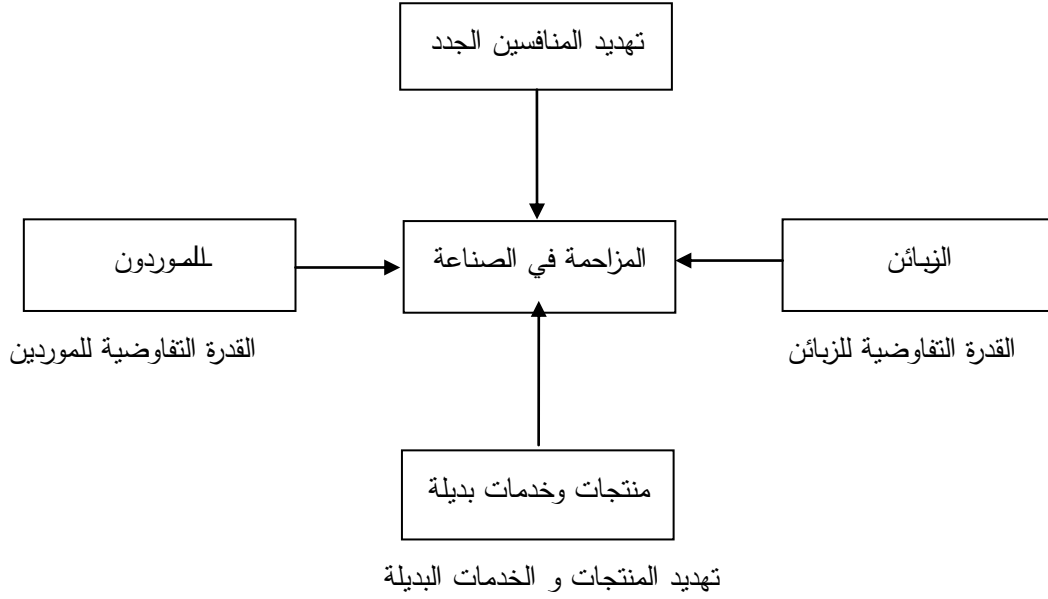 تهديد المنافسين الجدد
الزبائن
المزاحمة في الصناعة
للموردون
القدرة التفاوضية للزبائن
القدرة التفاوضية للموردين
منتجات وخدمات بديلة
تهديد المنتجات و الخدمات البديلة